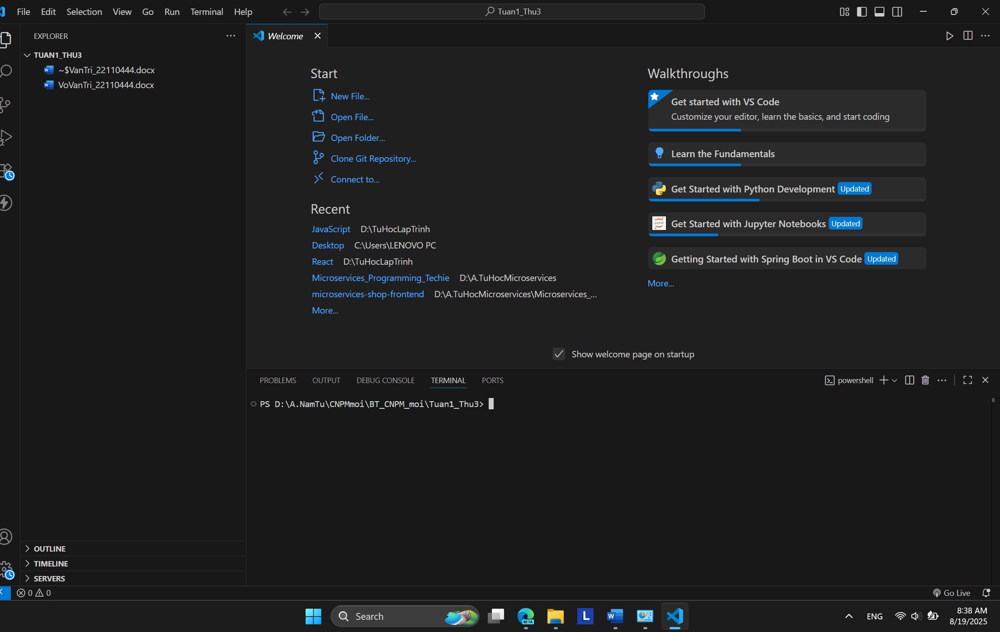 File Edit Selection View Go Run Terminal Help
Tuan1_Thu3
EXPLORER
TUAN1_THU3
~$VanTri_22110444.docx
VoVanTri_22110444.docx
OUTLINE
TIMELINE
SERVERS
Welcome
Start
New File...
Open File...
Open Folder...
Clone Git Repository...
Connect to...
Recent
JavaScript D:\TuHocLapTrinh
Desktop C:\Users\LENOVO PC
React D:\TuHocLapTrinh
Microservices_Programming_Techie D:\A.TuHocMicroservices
microservices-shop-frontend D:\A.TuHocMicroservices\Microservices_...
More...
Walkthroughs
Get started with VS Code
Customize your editor, learn the basics, and start coding
Learn the Fundamentals
Get Started with Python Development Updated
jupyter Get Started with Jupyter Notebooks Updated
Getting Started with Spring Boot in VS Code Updated
More...
Show welcome page on startup
PROBLEMS OUTPUT DEBUG CONSOLE TERMINAL PORTS
powershell
PS D:\A.NamTu\CNPMmoi\BT_CNPM_moi\Tuan1_Thu3>
0 0
Go Live
Search
BETA
L
W
ENG
8:38 AM
8/19/2025